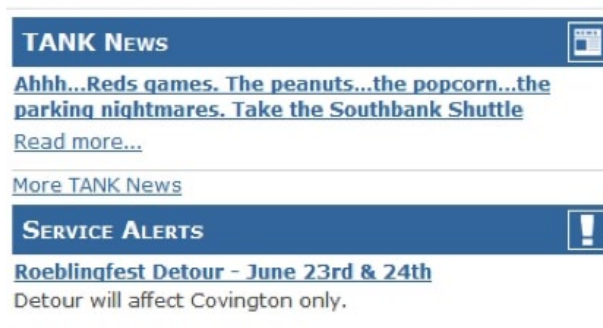 TANK NEWS
Ahhh...Reds games. The peanuts...the popcorn...the
parking nightmares. Take the Southbank Shuttle
Read more...
More TANK News
SERVICE ALERTS
Roeblingfest Detour - June 23rd & 24th
Detour will affect Covington only.